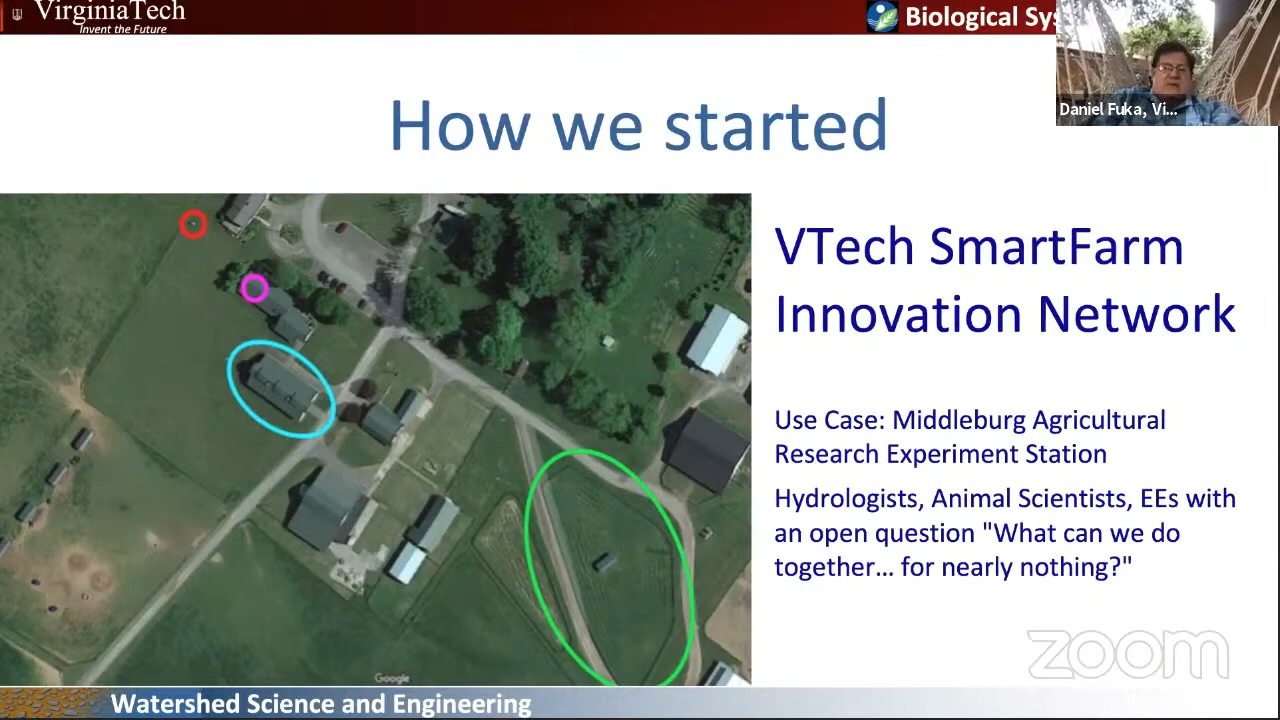 VirginiaTech
Invent the Future
Biological Sys
Daniel Fuka, Vi...
How we started
VTech SmartFarm
Innovation Network
Use Case: Middleburg Agricultural
Research Experiment Station
Hydrologists, Animal Scientists, EEs with
an open question "What can we do
together... for nearly nothing?"
Google
zoom
Watershed Science and Engineering